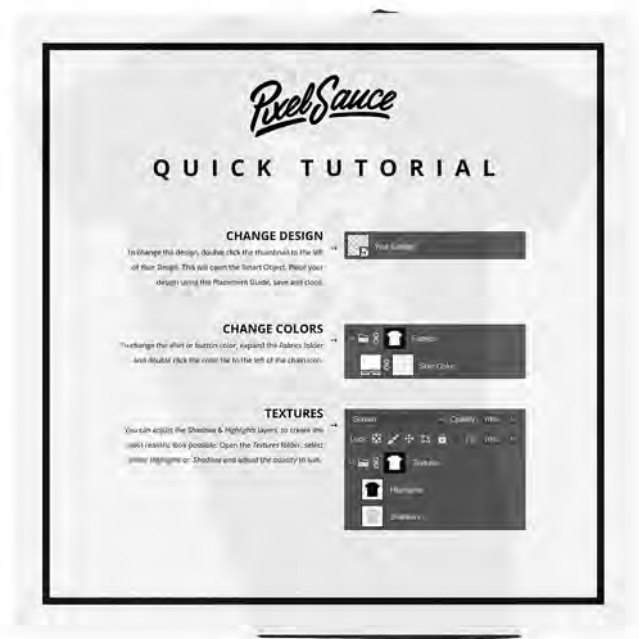 PixelSauce
QUICK TUTORIAL
CHANGE DESIGN
To change the design, double click the thumbnail to the left
of Your Design. This will open the Smart Object. Place your
design using the Placement Guide, save and close.
Your Design
CHANGE COLORS
To change the shirt or button color, expand the Fabrics folder
and double click the color tile to the left of the chain icon.
Fabrics
Shirt Color
TEXTURES
You can adjust the Shadows & Highlights layers, to create the
most realistic look possible. Open the Textures folder, select
either Highlights or Shadows and adjust the opacity to suit.
Screen Opacity:
Lock:
Textures
Highlights
Shadows